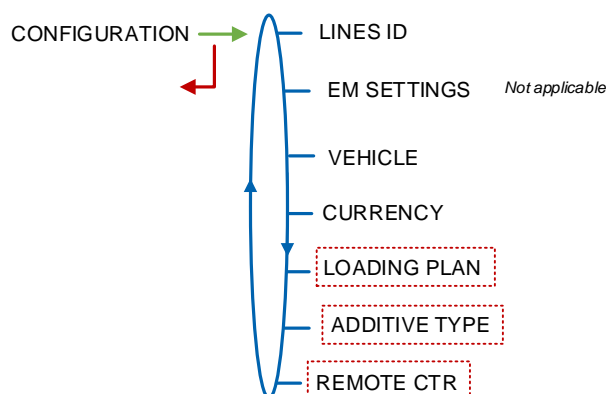 CONFIGURATION
LINES ID
EM SETTINGS Not applicable
VEHICLE
CURRENCY
LOADING PLAN
ADDITIVE TYPE
REMOTE CTR